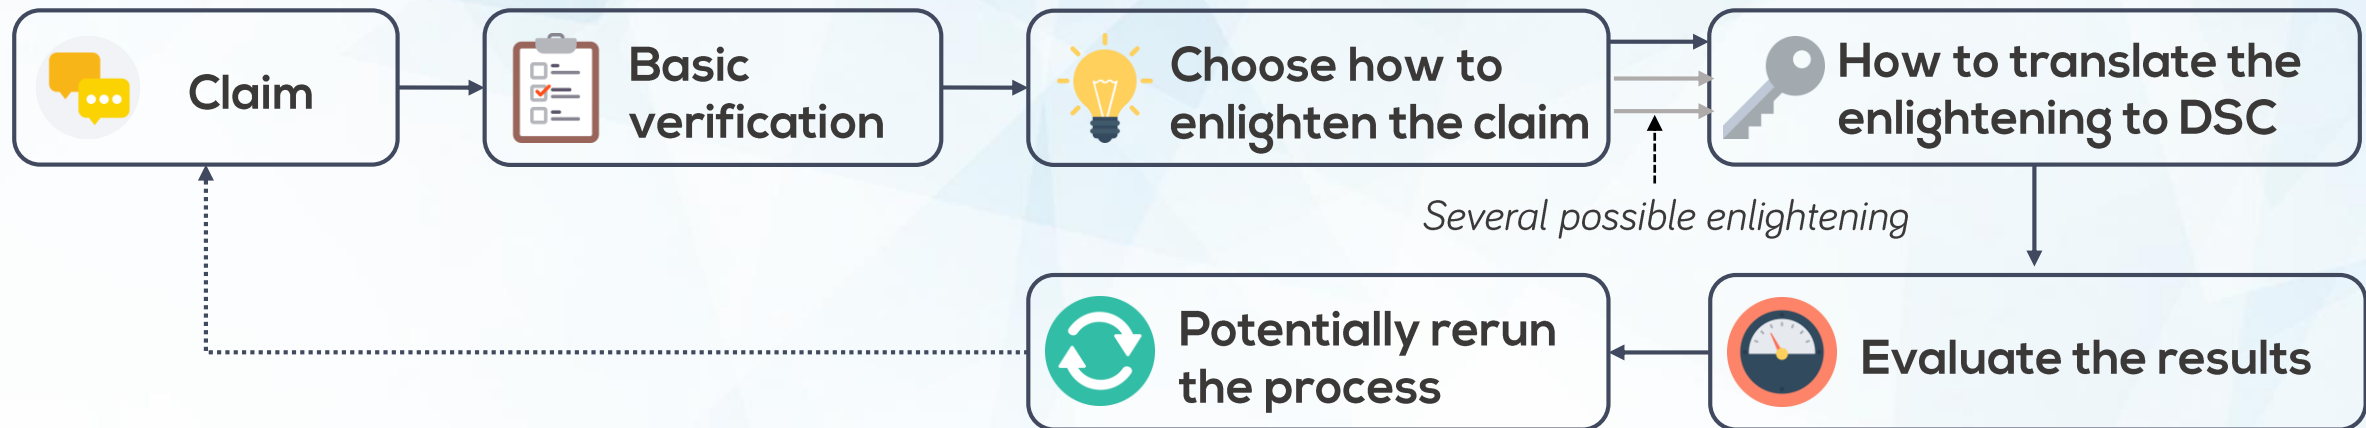 Claim
Basic
verification
Choose how to
enlighten the claim
How to translate the
enlightening to DSC
Several possible enlightening
Potentially rerun
the process
Evaluate the results